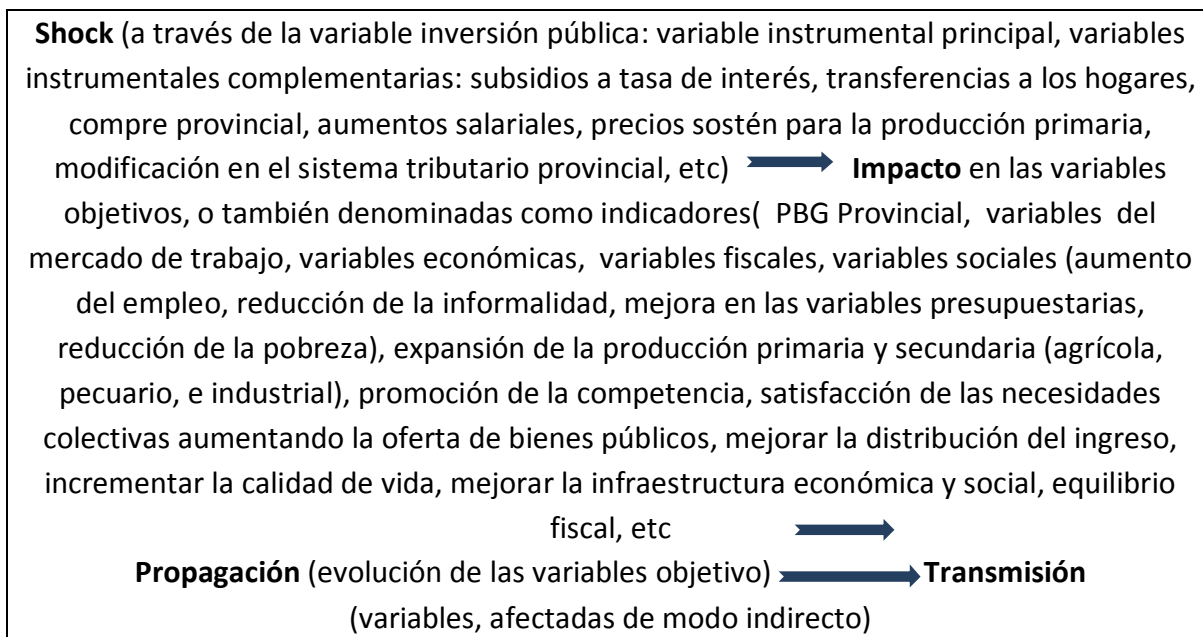 Shock (a través de la variable inversión pública: variable instrumental principal, variables
instrumentales complementarias: subsidios a tasa de interés, transferencias a los hogares,
compre provincial, aumentos salariales, precios sostén para la producción primaria,
modificación en el sistema tributario provincial, etc) Impacto en las variables
objetivos, o también denominadas como indicadores( PBG Provincial, variables del
mercado de trabajo, variables económicas, variables fiscales, variables sociales (aumento
del empleo, reducción de la informalidad, mejora en las variables presupuestarias,
reducción de la pobreza), expansión de la producción primaria y secundaria (agrícola,
pecuario, e industrial), promoción de la competencia, satisfacción de las necesidades
colectivas aumentando la oferta de bienes públicos, mejorar la distribución del ingreso,
incrementar la calidad de vida, mejorar la infraestructura económica y social, equilibrio
fiscal, etc
Propagación (evolución de las variables objetivo) Transmisión
(variables, afectadas de modo indirecto)